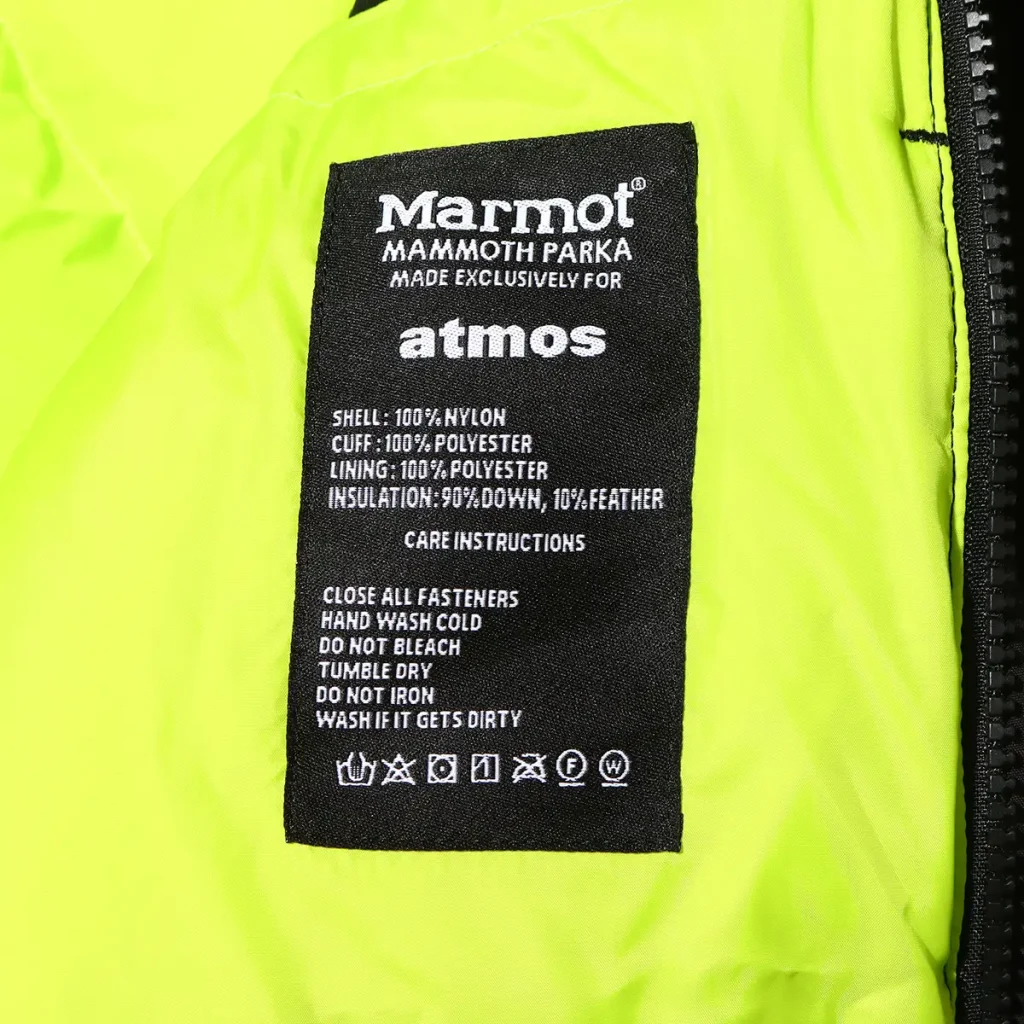 Marmot®
MAMMOTH PARKA
MADE EXCLUSIVELY FOR
atmos
SHELL: 100% NYLON
CUFF: 100% POLYESTER
LINING: 100% POLYESTER
INSULATION: 90% DOWN, 10% FEATHER
CARE INSTRUCTIONS
CLOSE ALL FASTENERS
HAND WASH COLD
DO NOT BLEACH
TUMBLE DRY
DO NOT IRON
WASH IF IT GETS DIRTY
F W